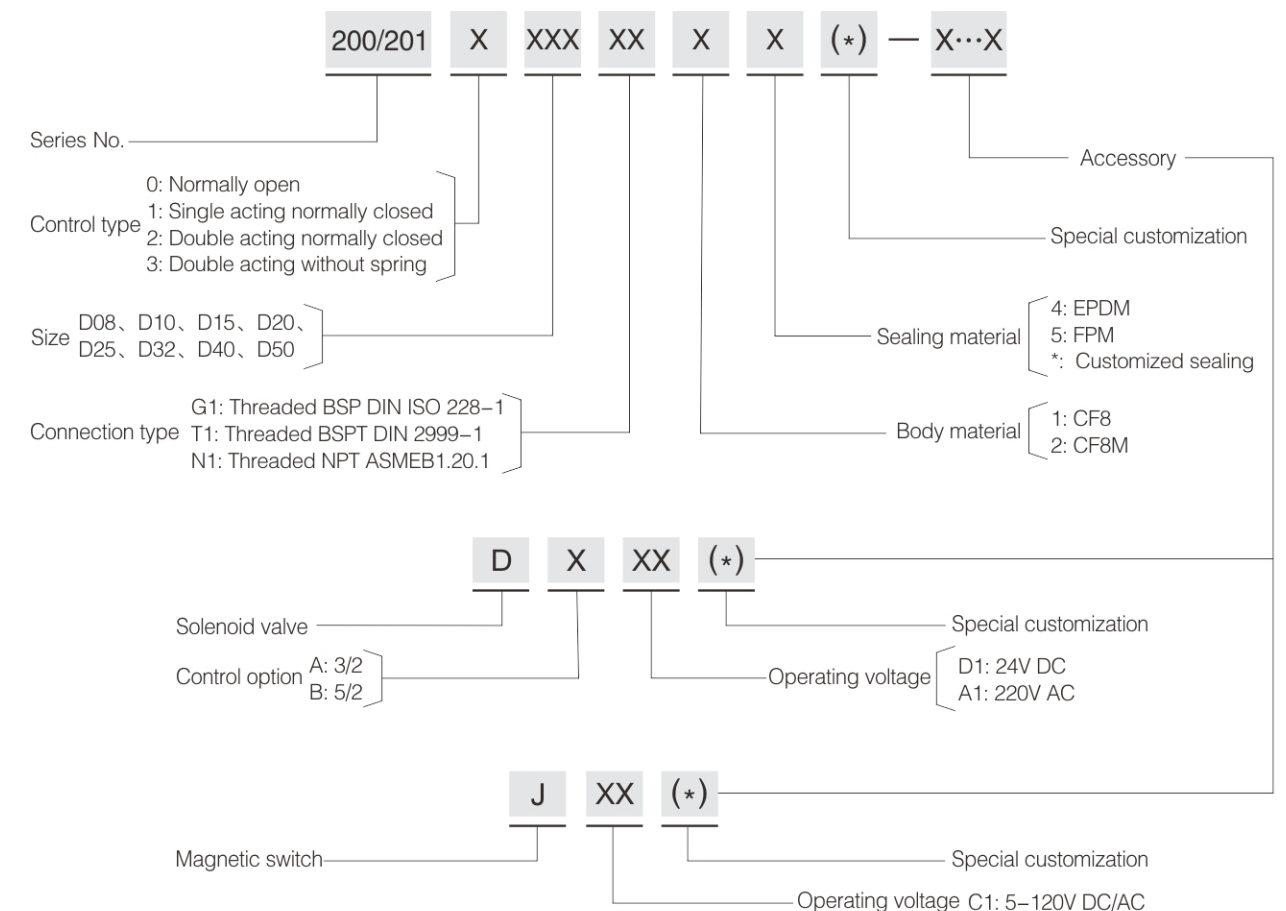 200/201 X XXX XX X X (*) — X···X
Series No.
Accessory
Control type
0: Normally open
1: Single acting normally closed
2: Double acting normally closed
3: Double acting without spring
Special customization
Size
D08、D10、D15、D20、
D25、D32、D40、D50
Sealing material
4: EPDM
5: FPM
*: Customized sealing
Connection type
G1: Threaded BSP DIN ISO 228-1
T1: Threaded BSPT DIN 2999-1
N1: Threaded NPT ASMEB1.20.1
Body material
1: CF8
2: CF8M
D X XX (*)
Solenoid valve
Special customization
Control option
A: 3/2
B: 5/2
Operating voltage
D1: 24V DC
A1: 220V AC
J XX (*)
Magnetic switch
Special customization
Operating voltage C1: 5-120V DC/AC